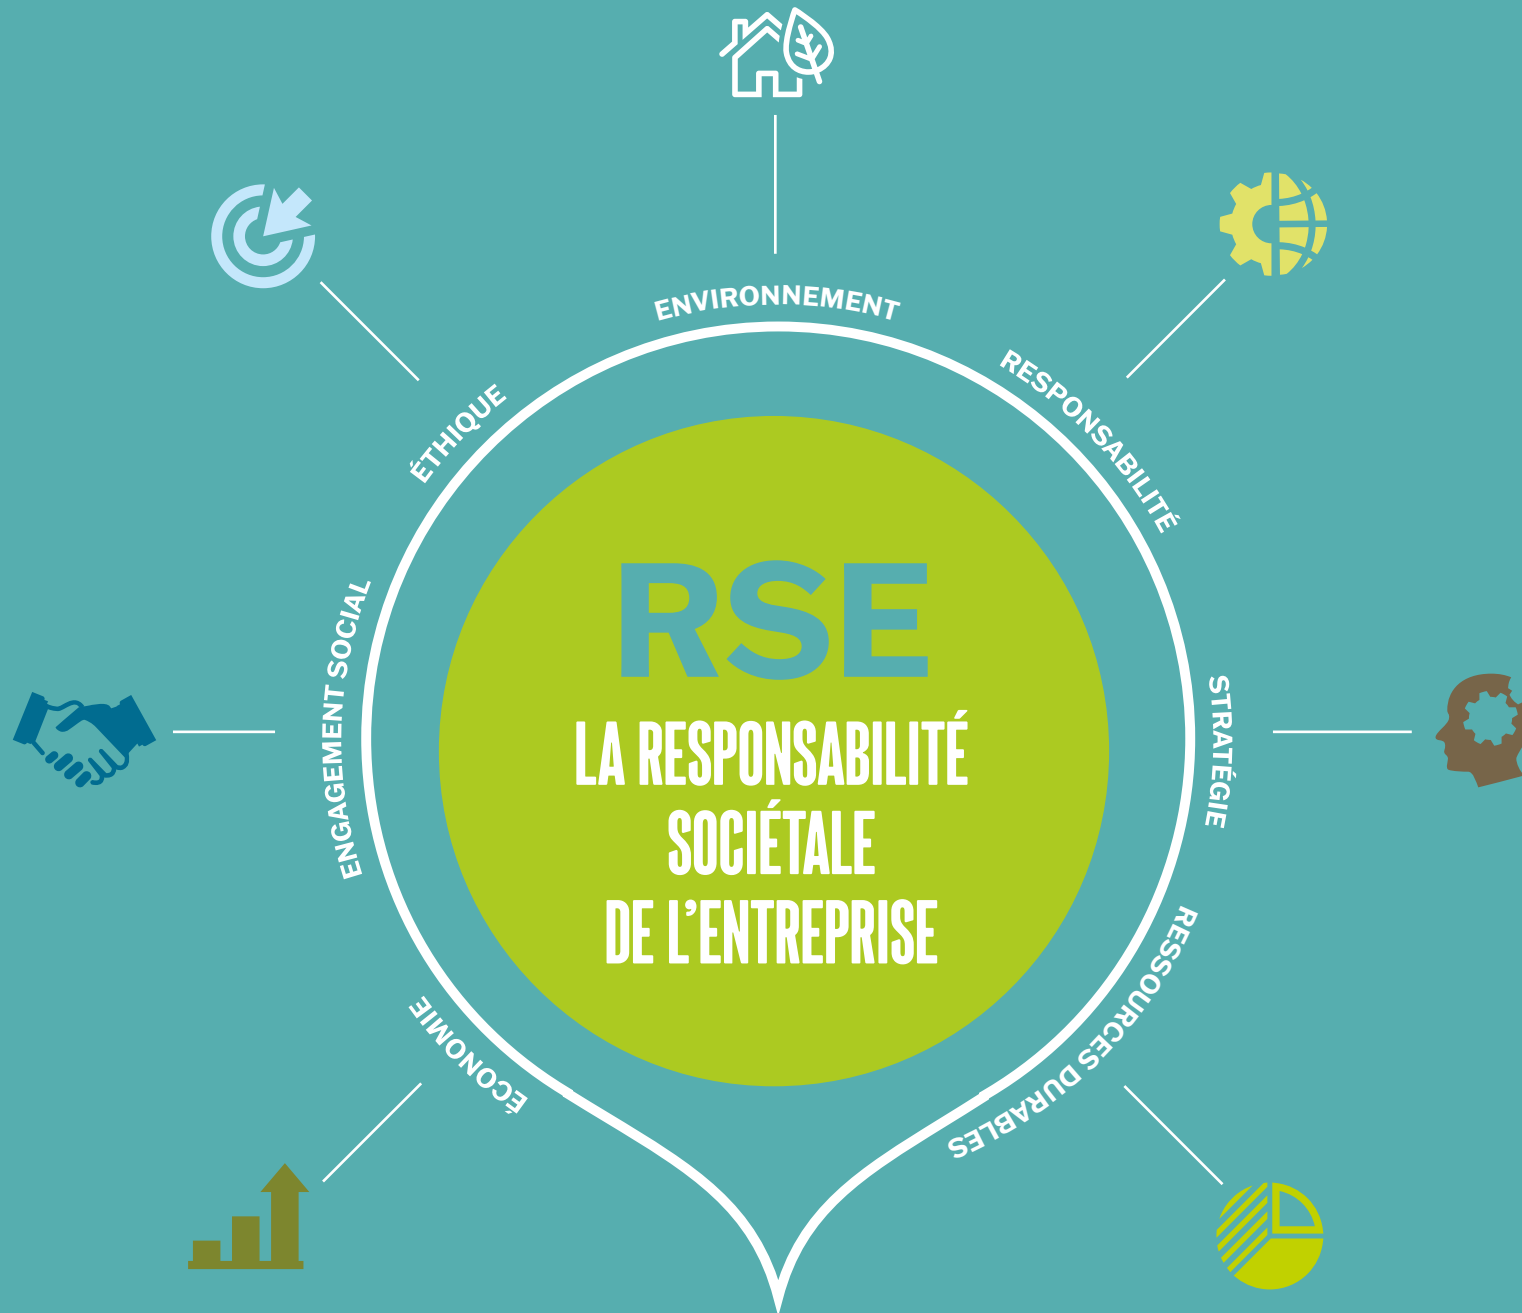 ENVIRONNEMENT
RESPONSABILITÉ
ÉTHIQUE
RSE
LA RESPONSABILITÉ
SOCIÉTALE
DE L’ENTREPRISE
ENGAGEMENT SOCIAL
STRATÉGIE
RESSOURCES DURABLES
ÉCONOMIE